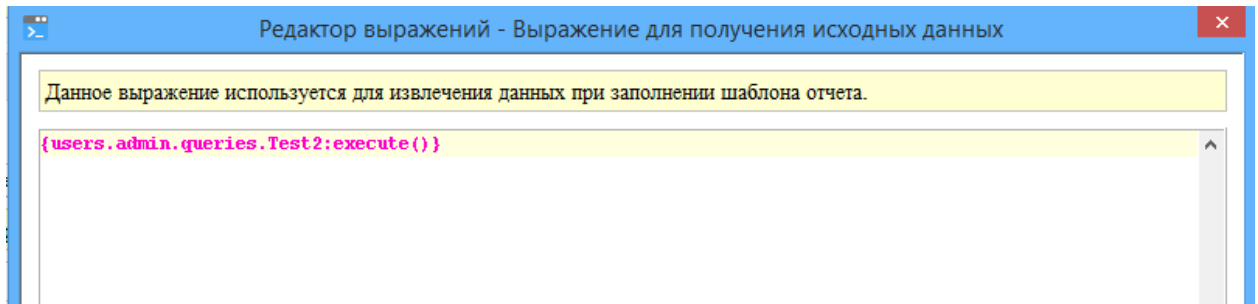 Редактор выражений - Выражение для получения исходных данных
Данное выражение используется для извлечения данных при заполнении шаблона отчета.
{users.admin.queries.Test2:execute()}